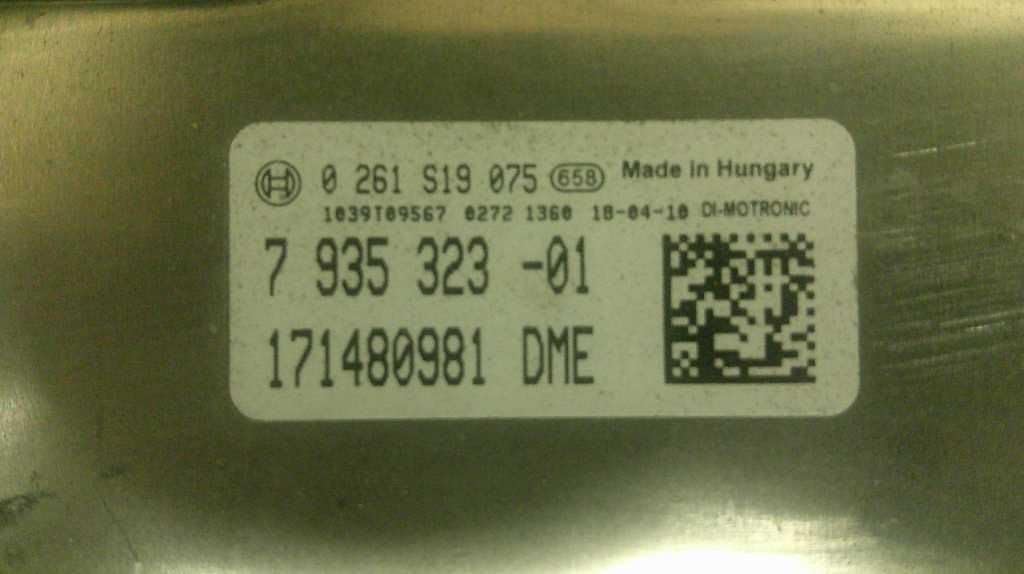 0 261 S19 075 658 Made in Hungary
1039T09567 0272 1360 18-04-10 DI-MOTRONIC
7 935 323 -01
171480981 DME